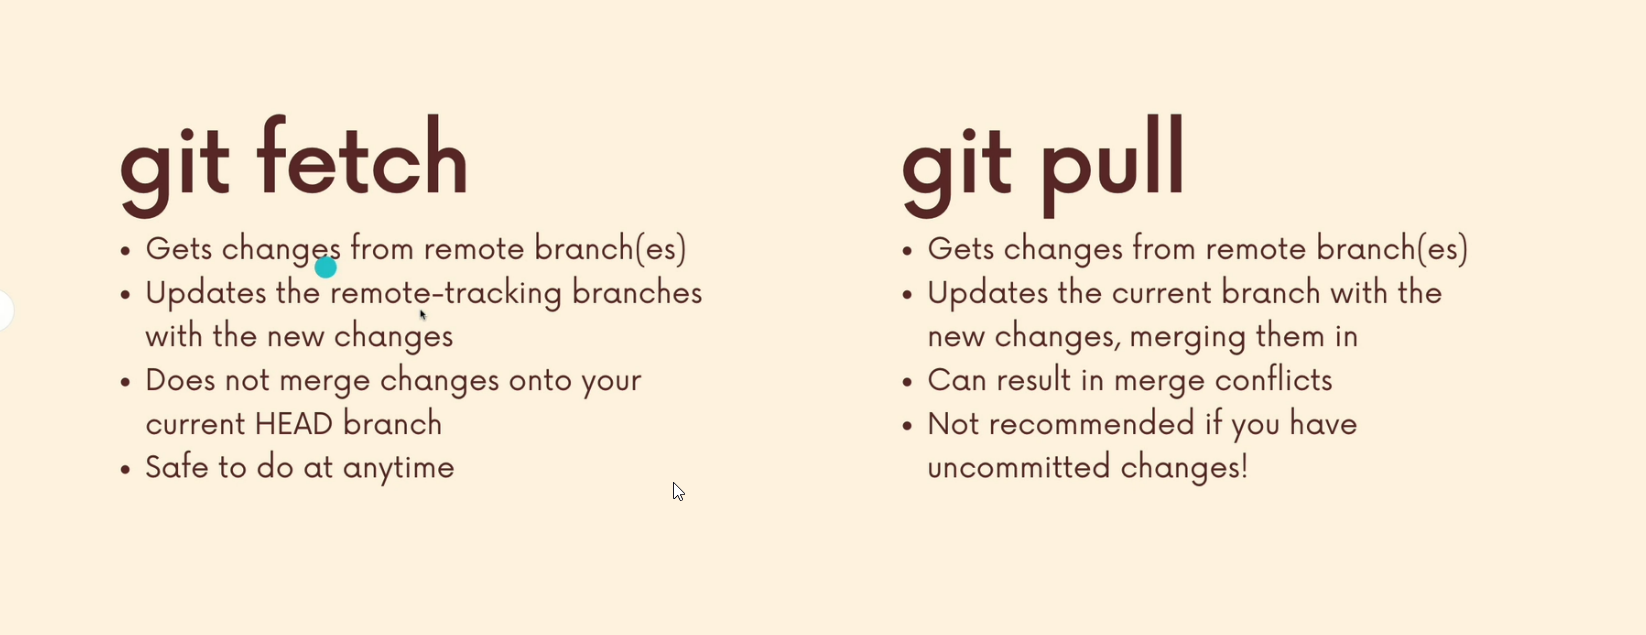 git fetch
• Gets changes from remote branch(es)
• Updates the remote-tracking branches
with the new changes
• Does not merge changes onto your
current HEAD branch
• Safe to do at anytime
git pull
• Gets changes from remote branch(es)
• Updates the current branch with the
new changes, merging them in
• Can result in merge conflicts
• Not recommended if you have
uncommitted changes!